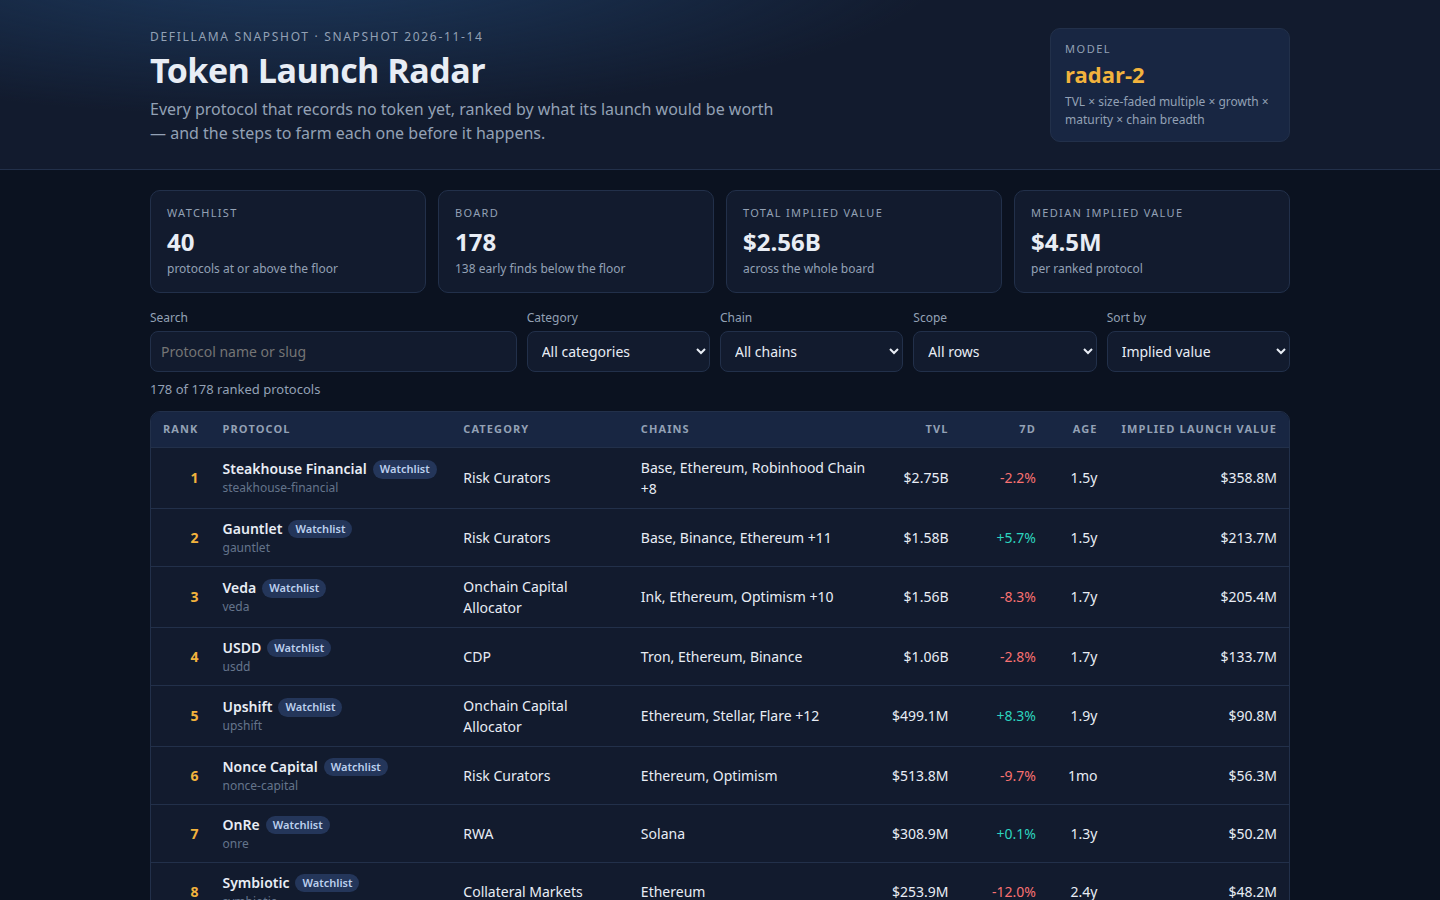 DEFILLAMA SNAPSHOT · SNAPSHOT 2026-11-14
Token Launch Radar
Every protocol that records no token yet, ranked by what its launch would be worth
— and the steps to farm each one before it happens.
MODEL
radar-2
TVL × size-faded multiple × growth ×
maturity × chain breadth
WATCHLIST
40
protocols at or above the floor
BOARD
178
138 early finds below the floor
TOTAL IMPLIED VALUE
$2.56B
across the whole board
MEDIAN IMPLIED VALUE
$4.5M
per ranked protocol
Search
Protocol name or slug
Category
All categories
Chain
All chains
Scope
All rows
Sort by
Implied value
178 of 178 ranked protocols
RANK PROTOCOL CATEGORY CHAINS TVL 7D AGE IMPLIED LAUNCH VALUE
1 Steakhouse Financial Watchlist Risk Curators Base, Ethereum, Robinhood Chain $2.75B -2.2% 1.5y $358.8M
steakhouse-financial +8
2 Gauntlet Watchlist Risk Curators Base, Binance, Ethereum +11 $1.58B +5.7% 1.5y $213.7M
gauntlet
3 Veda Watchlist Onchain Capital Ink, Ethereum, Optimism +10 $1.56B -8.3% 1.7y $205.4M
veda Allocator
4 USDD Watchlist CDP Tron, Ethereum, Binance $1.06B -2.8% 1.7y $133.7M
usdd
5 Upshift Watchlist Onchain Capital Ethereum, Stellar, Flare +12 $499.1M +8.3% 1.9y $90.8M
upshift Allocator
6 Nonce Capital Watchlist Risk Curators Ethereum, Optimism $513.8M -9.7% 1mo $56.3M
nonce-capital
7 OnRe Watchlist RWA Solana $308.9M +0.1% 1.3y $50.2M
onre
8 Symbiotic Watchlist Collateral Markets Ethereum $253.9M -12.0% 2.4y $48.2M